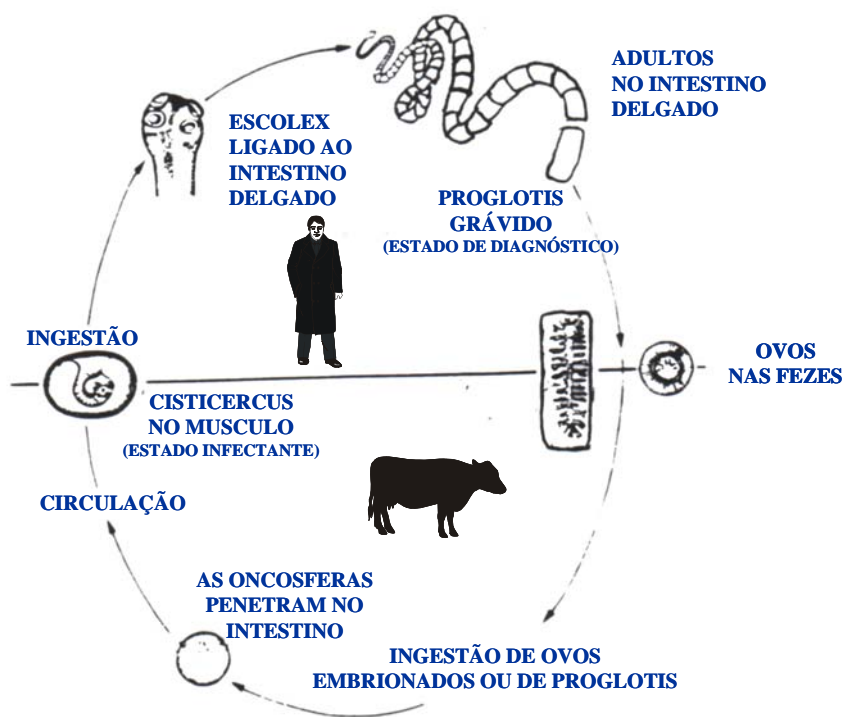 ADULTOS
NO INTESTINO
DELGADO
ESCOLEX
LIGADO AO
INTESTINO
DELGADO
PROGLOTIS
GRÁVIDO
(ESTADO DE DIAGNÓSTICO)
INGESTÃO
OVOS
NAS FEZES
CISTICERCUS
NO MUSCULO
(ESTADO INFECTANTE)
CIRCULAÇÃO
AS ONCOSFERAS
PENETRAM NO
INTESTINO
INGESTÃO DE OVOS
EMBRIONADOS OU DE PROGLOTIS